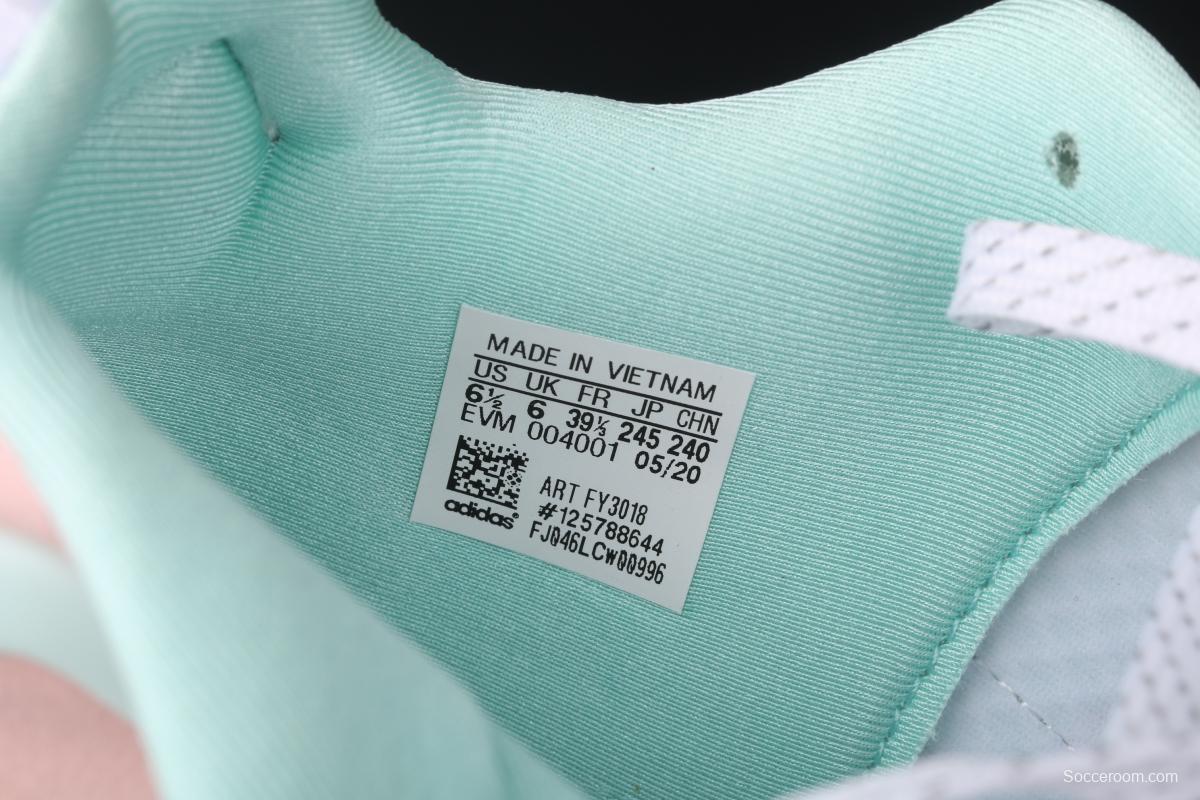 MADE IN VIETNAM
US UK FR JP CHN
6½ 6 39⅓ 245 240
EVM 004001 05/20
ART FY3018
#125788644
FJ046LCW00996
adidas®
Socceroom.com